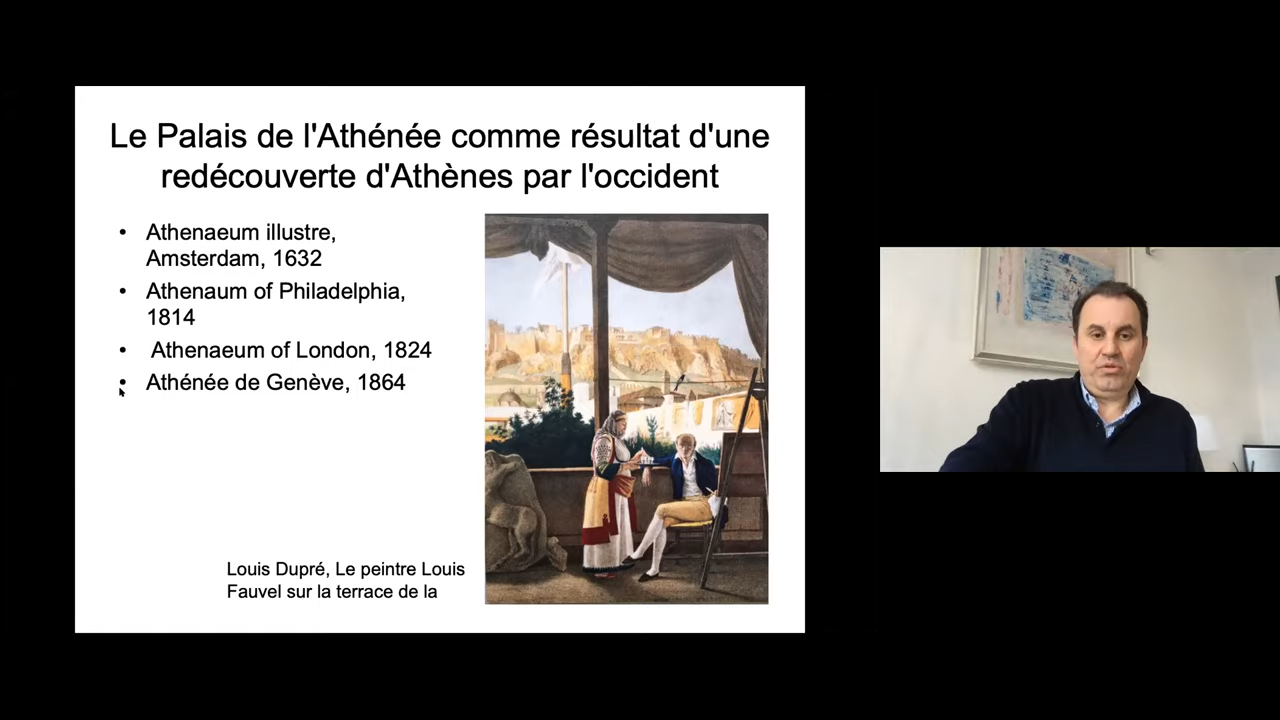 Le Palais de l'Athénée comme résultat d'une
redécouverte d'Athènes par l'occident
• Athenaeum illustre,
Amsterdam, 1632
• Athenaum of Philadelphia,
1814
• Athenaeum of London, 1824
• Athénée de Genève, 1864
Louis Dupré, Le peintre Louis
Fauvel sur la terrace de la